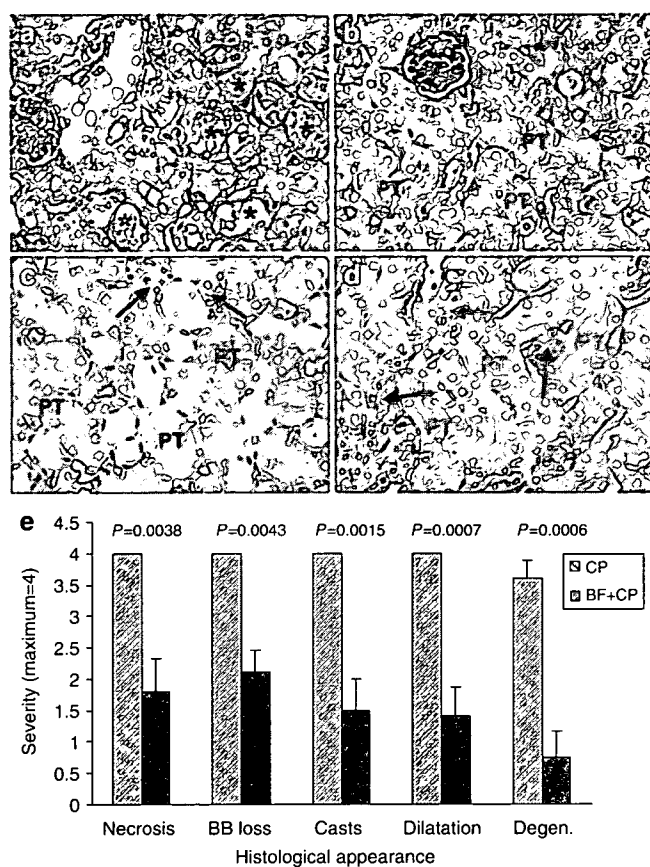 a
b
*
*
*
*
*
PT
PT
PT
c
d
PT
PT
PT
e
4.5
4
3.5
3
2.5
2
1.5
1
0.5
0
Severity (maximum=4)
P=0.0038 P=0.0043 P=0.0015 P=0.0007 P=0.0006
CP
BF+CP
Necrosis BB loss Casts Dilatation Degen.
Histological appearance